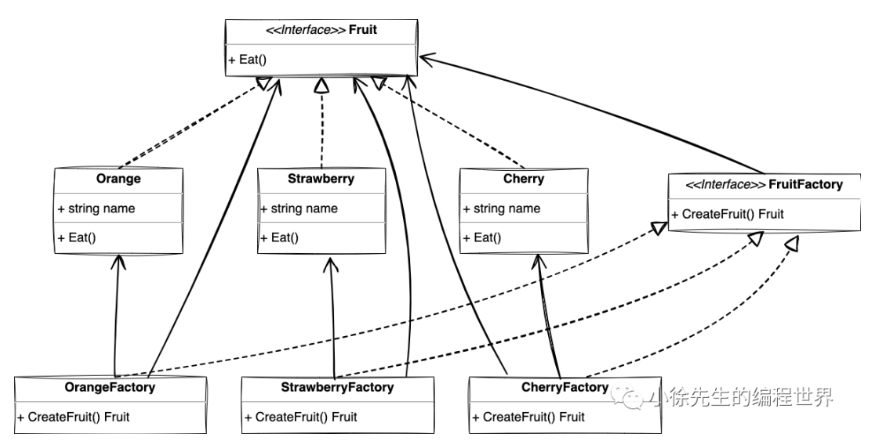 <<Interface>> Fruit
+ Eat()
Orange
+ string name
+ Eat()
Strawberry
+ string name
+ Eat()
Cherry
+ string name
+ Eat()
<<Interface>> FruitFactory
+ CreateFruit() Fruit
OrangeFactory
+ CreateFruit() Fruit
StrawberryFactory
+ CreateFruit() Fruit
CherryFactory
+ CreateFruit() Fruit
小徐先生的编程世界